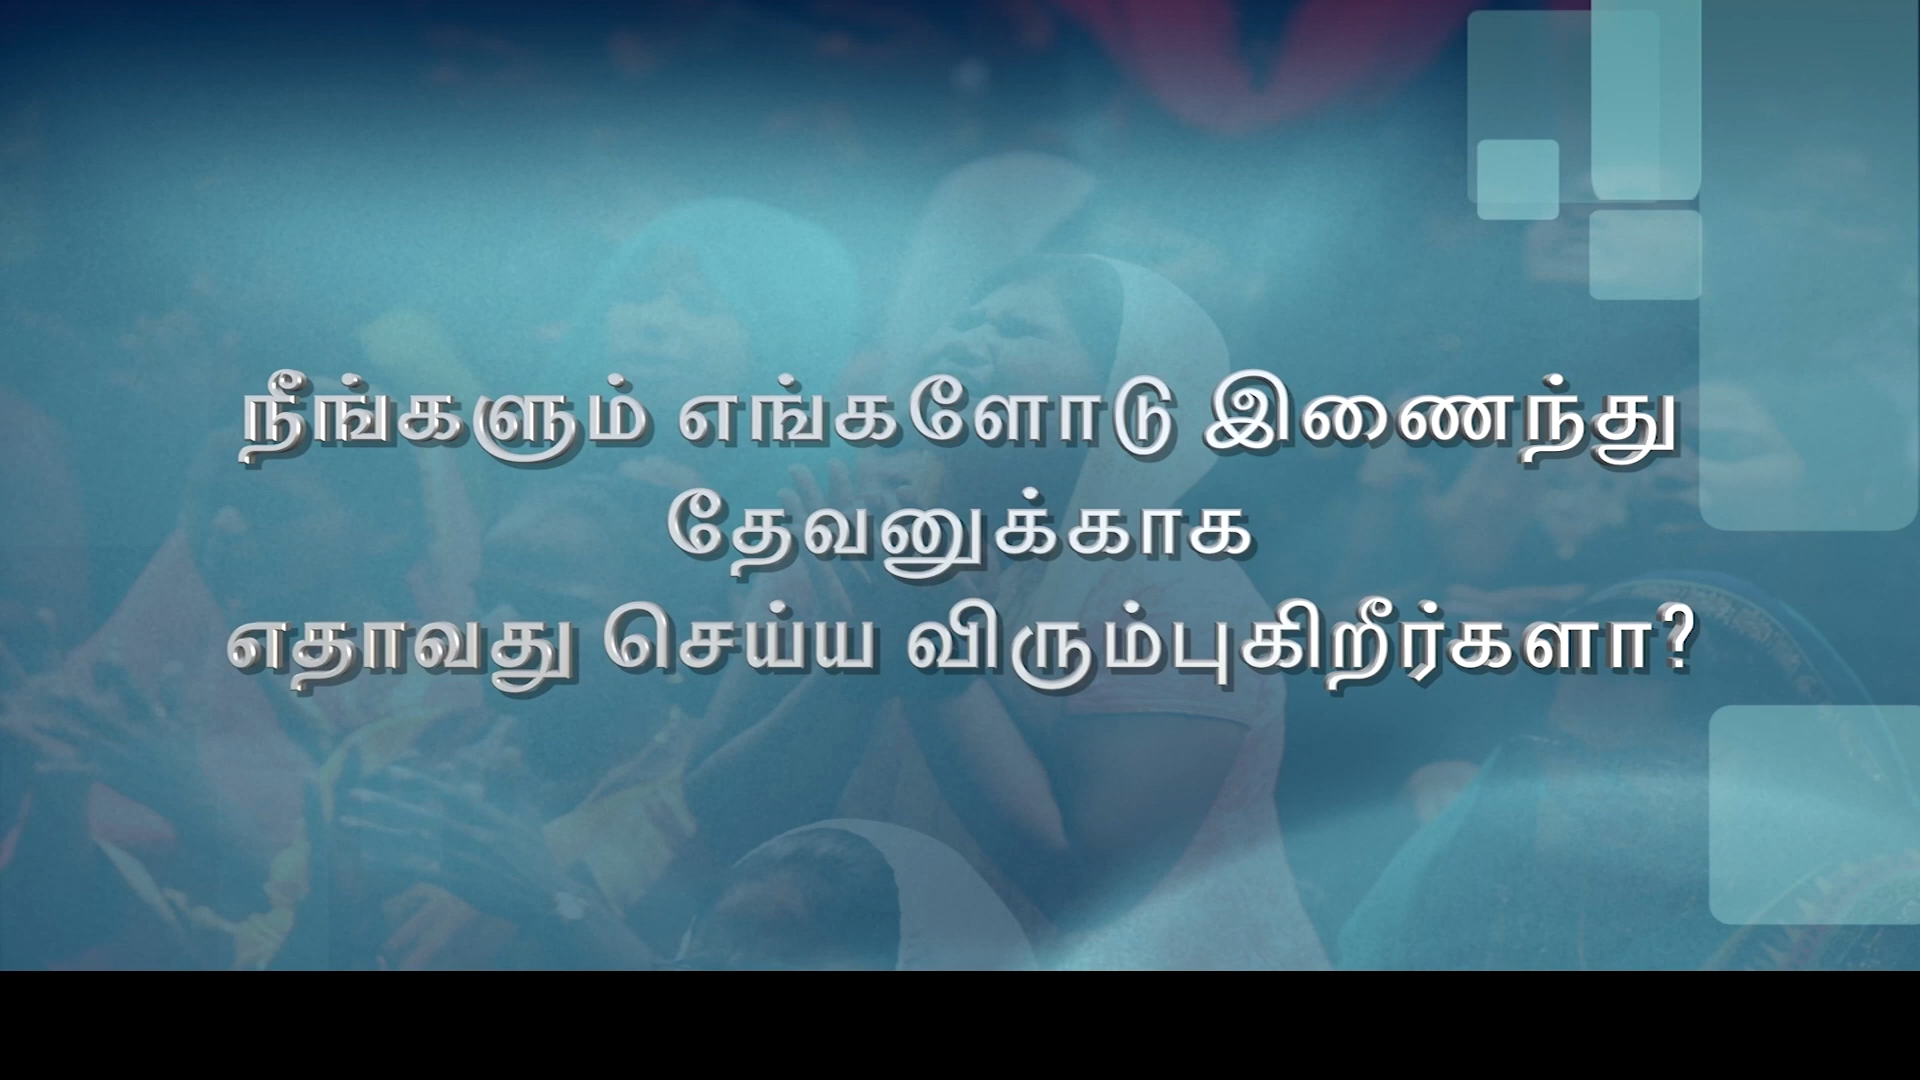 நீங்களும் எங்களோடு இணைந்து
தேவனுக்காக
எதாவது செய்ய விரும்புகிறீர்களா?